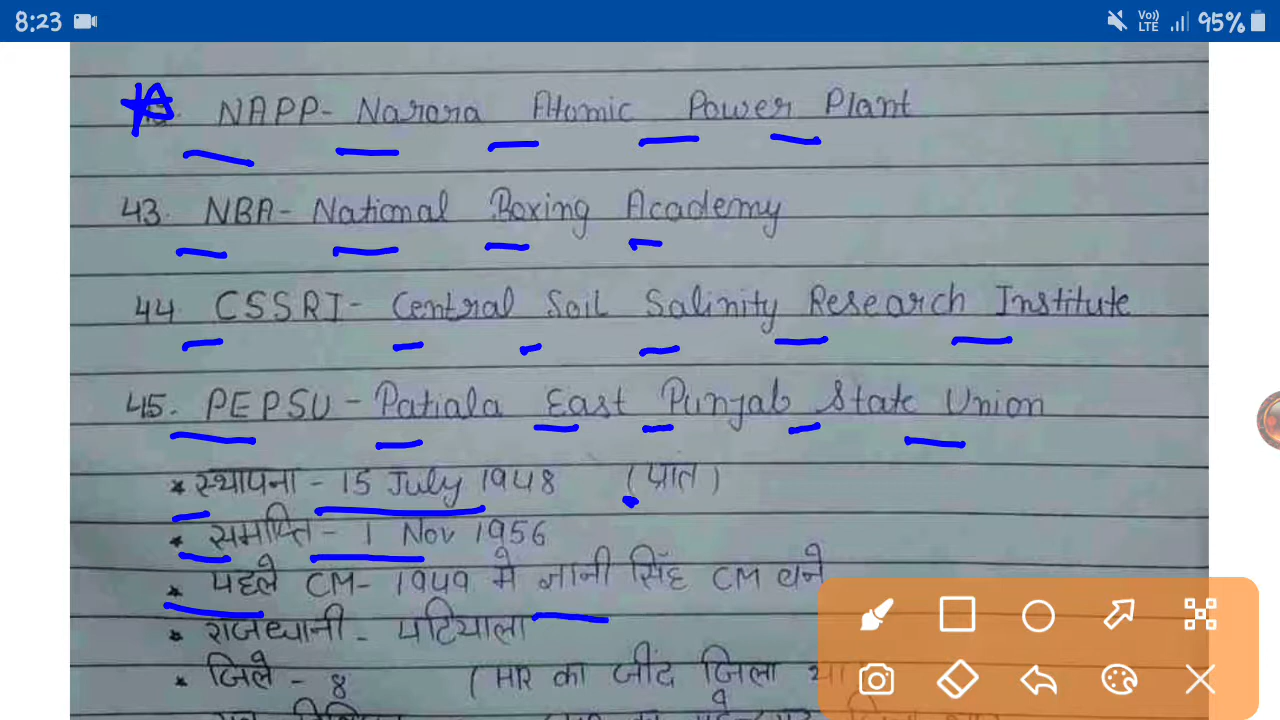 8:23 Vo)) LTE 95%
NAPP- Narora Atomic Power Plant
43. NBA- National Boxing Academy
44. CSSRI- Central Soil Salinity Research Institute
45. PEPSU - Patiala East Punjab State Union
* स्थापना - 15 July 1948 (प्रांत)
* समाप्ति - 1 Nov 1956
* पहले CM- 1949 मे ज्ञानी सिंह CM बने
* राजधानी - पटियाला
* जिले - 8 (HR का जींद जिला था